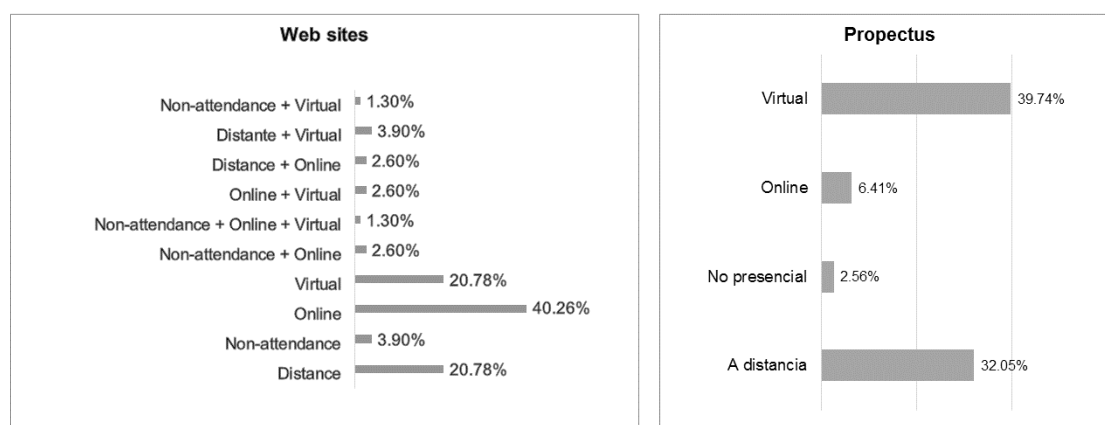 Web sites
Non-attendance + Virtual 1.30%
Distante + Virtual 3.90%
Distance + Online 2.60%
Online + Virtual 2.60%
Non-attendance + Online + Virtual 1.30%
Non-attendance + Online 2.60%
Virtual 20.78%
Online 40.26%
Non-attendance 3.90%
Distance 20.78%
Propectus
Virtual 39.74%
Online 6.41%
No presencial 2.56%
A distancia 32.05%